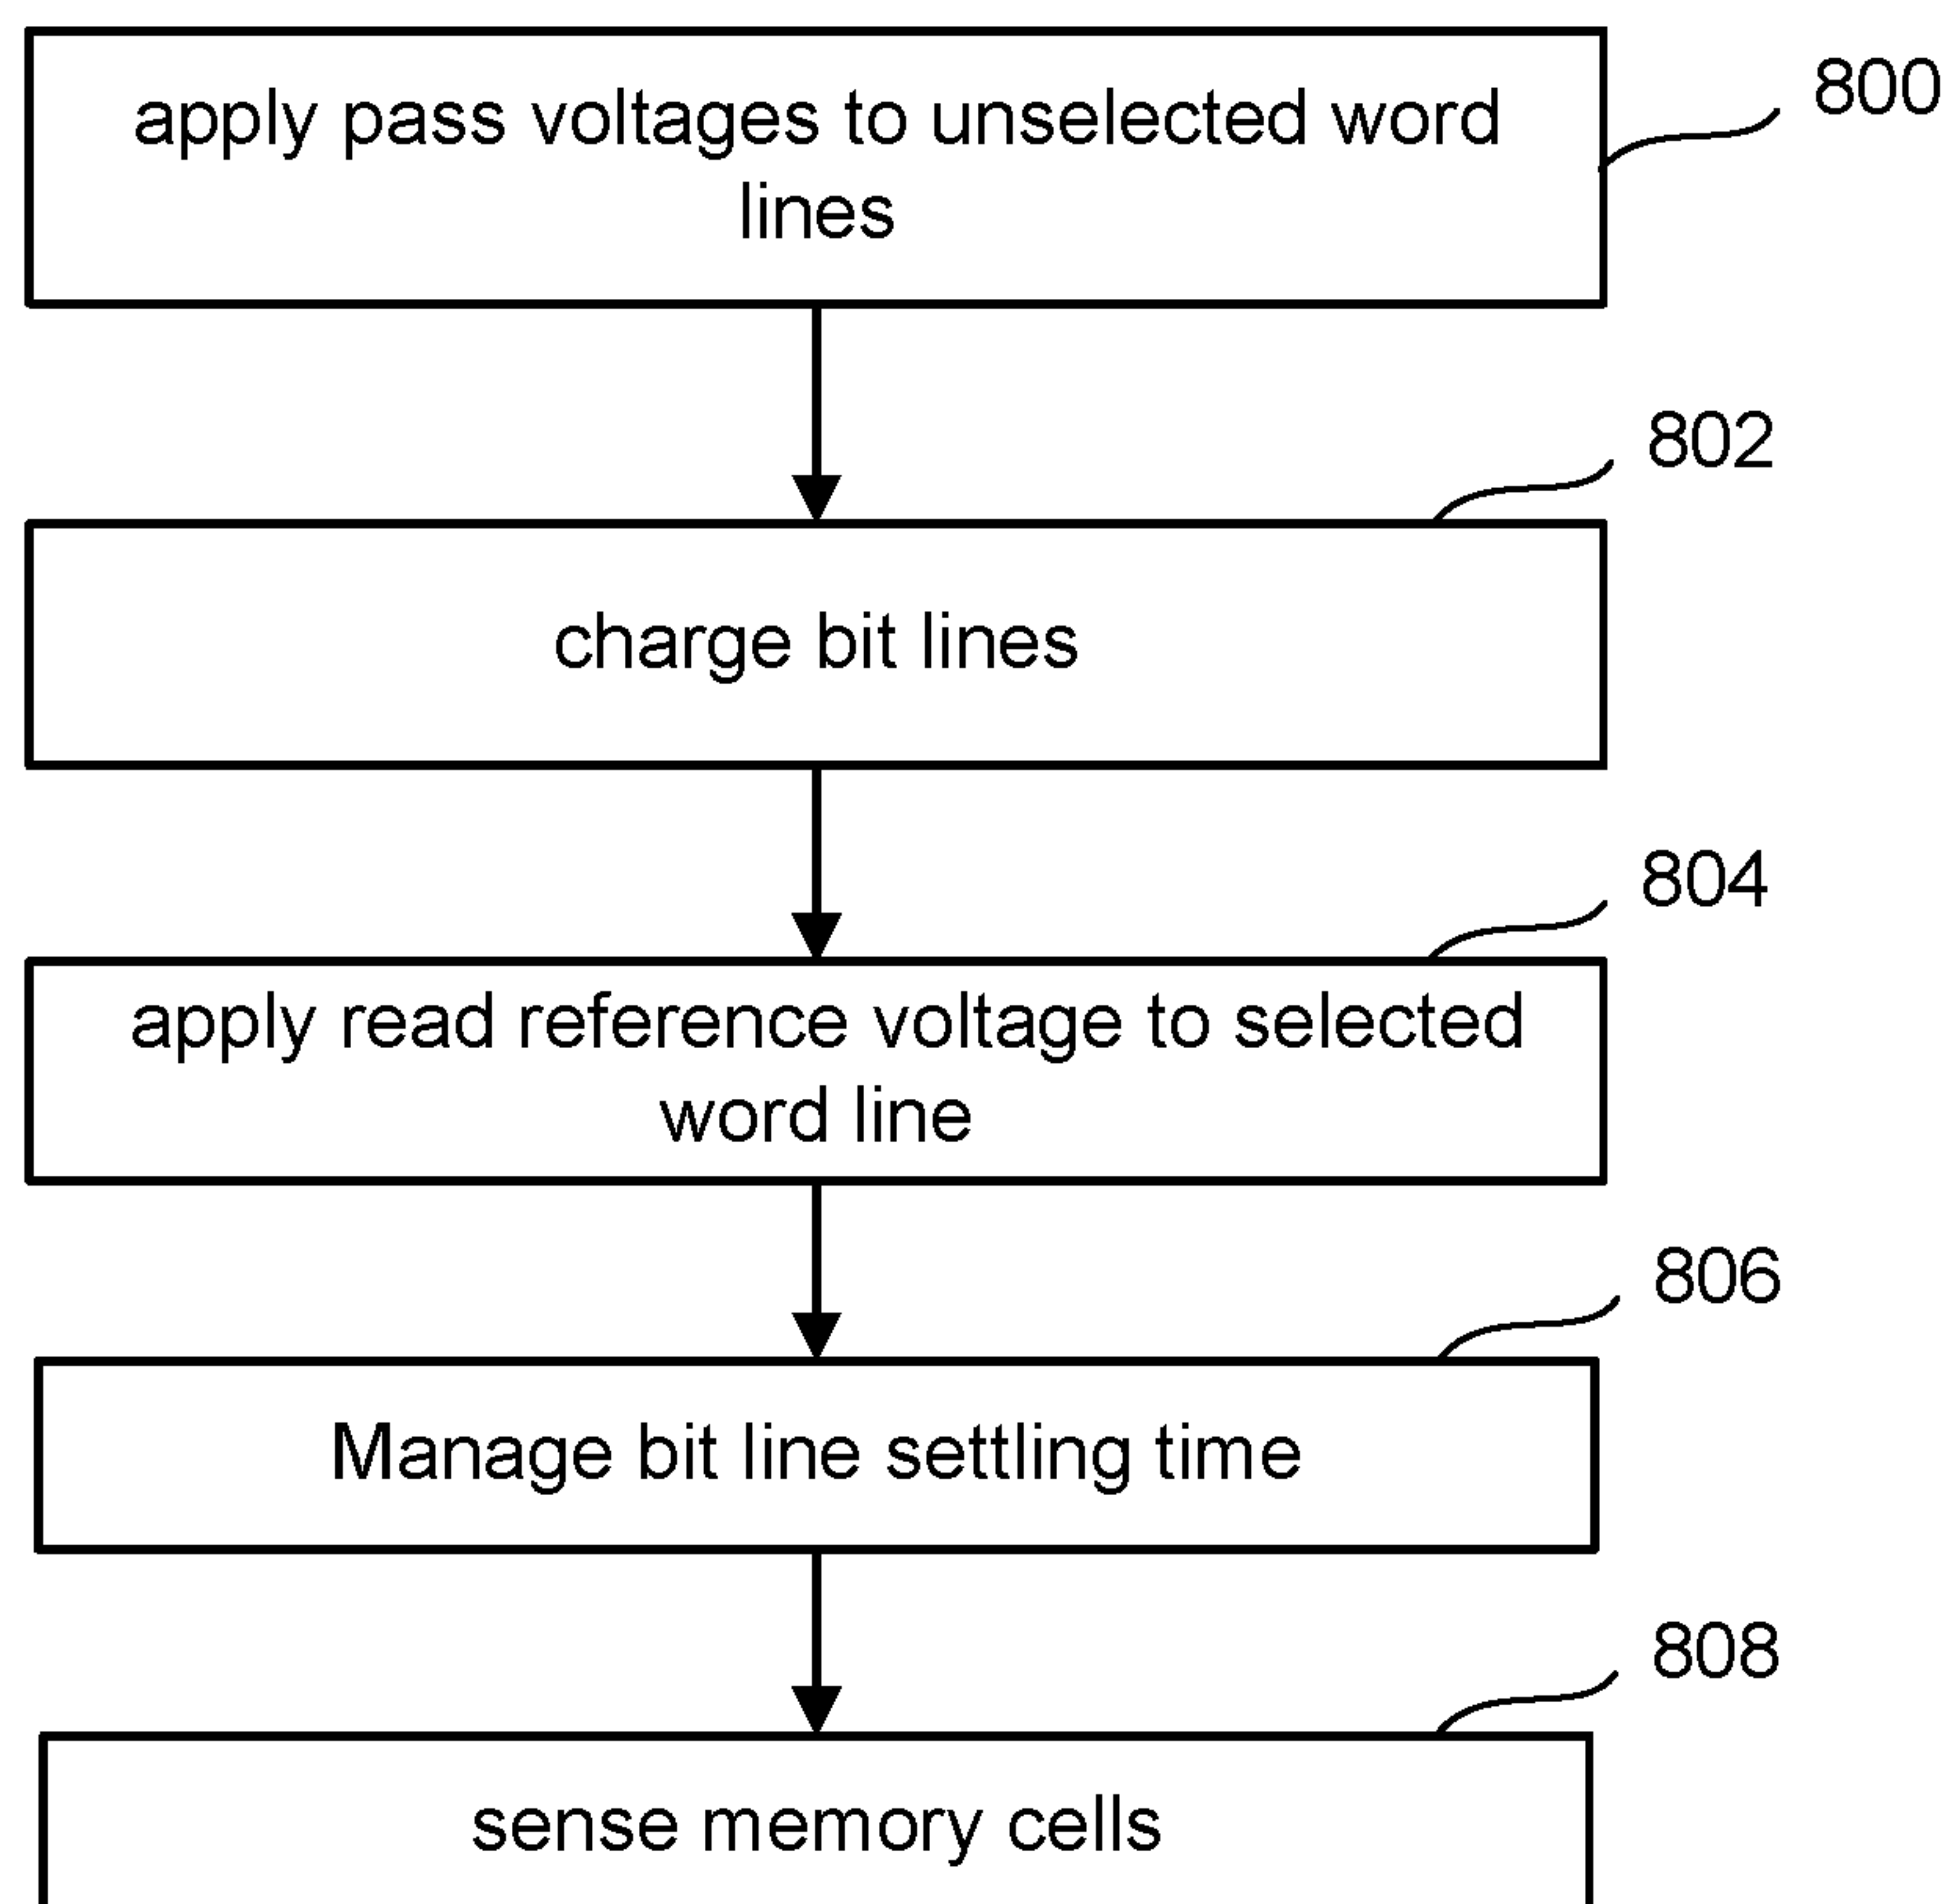 apply pass voltages to unselected word
lines
800
802
charge bit lines
804
apply read reference voltage to selected
word line
806
Manage bit line settling time
808
sense memory cells